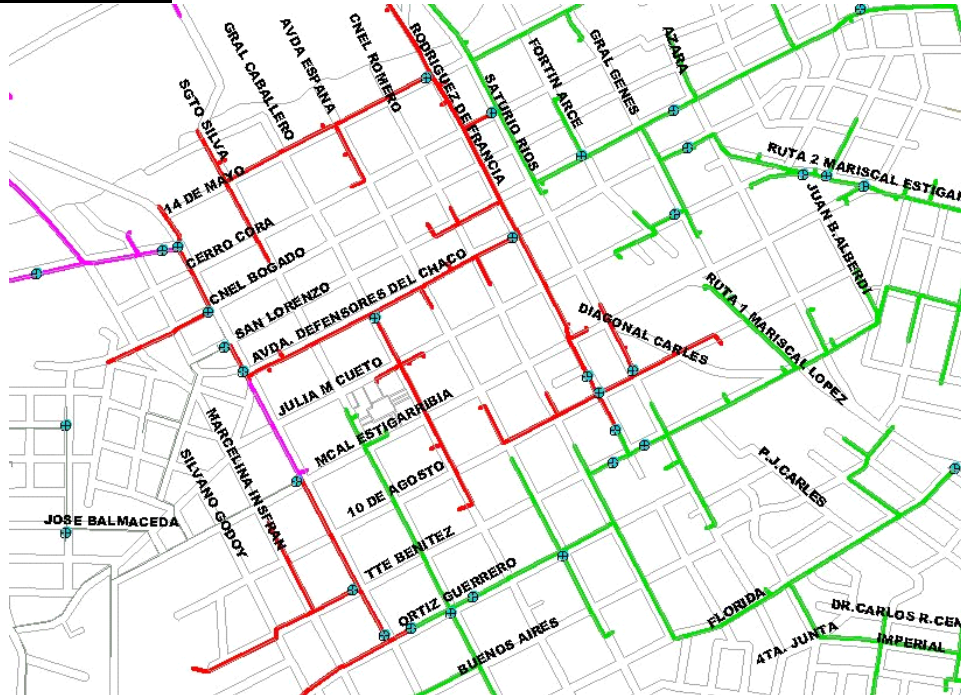 CNEL ROMERO
AVDA ESPANA
GRAL CABALLERO
SGTO SILVA
RODRIGUEZ DE FRANCIA
SATURIO RIOS
FORTIN ARCE
GRAL GENES
AZARA
14 DE MAYO
CERRO CORA
CNEL BOGADO
SAN LORENZO
AVDA. DEFENSORES DEL CHACO
RUTA 2 MARISCAL ESTIGAR
JUAN B.ALBERDI
RUTA 1 MARISCAL LOPEZ
DIAGONAL CARLES
JULIA M CUETO
MCAL ESTIGARRIBIA
MARCELINA INSFRAN
SILVANO GODOY
10 DE AGOSTO
P.J.CARLES
JOSE BALMACEDA
TTE BENITEZ
ORTIZ GUERRERO
BUENOS AIRES
FLORIDA
4TA. JUNTA
DR.CARLOS R.CEN
IMPERIAL